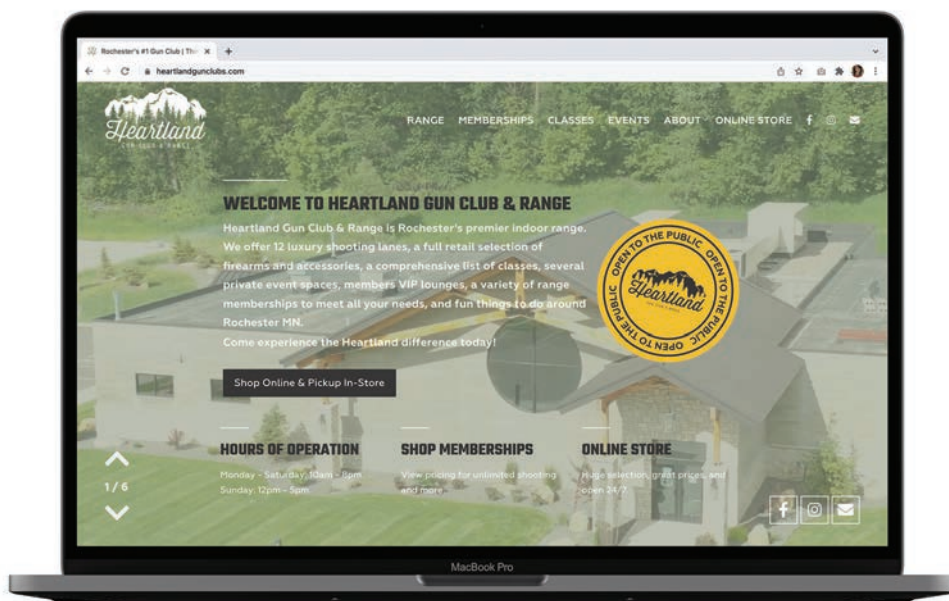 Rochester's #1 Gun Club | The
heartlandgunclubs.com
Heartland
GUN CLUB & RANGE
RANGE MEMBERSHIPS CLASSES EVENTS ABOUT ONLINE STORE
WELCOME TO HEARTLAND GUN CLUB & RANGE
Heartland Gun Club & Range is Rochester's premier indoor range.
We offer 12 luxury shooting lanes, a full retail selection of
firearms and accessories, a comprehensive list of classes, several
private event spaces, members VIP lounges, a variety of range
memberships to meet all your needs, and fun things to do around
Rochester MN.
Come experience the Heartland difference today!
OPEN TO THE PUBLIC OPEN TO THE PUBLIC OPEN TO THE PUBLIC
Heartland
Shop Online & Pickup In-Store
HOURS OF OPERATION
Monday - Saturday: 10am - 8pm
Sunday: 12pm - 5pm
SHOP MEMBERSHIPS
View pricing for unlimited shooting
and more.
ONLINE STORE
Huge selection, great prices, and
open 24/7
1 / 6
MacBook Pro